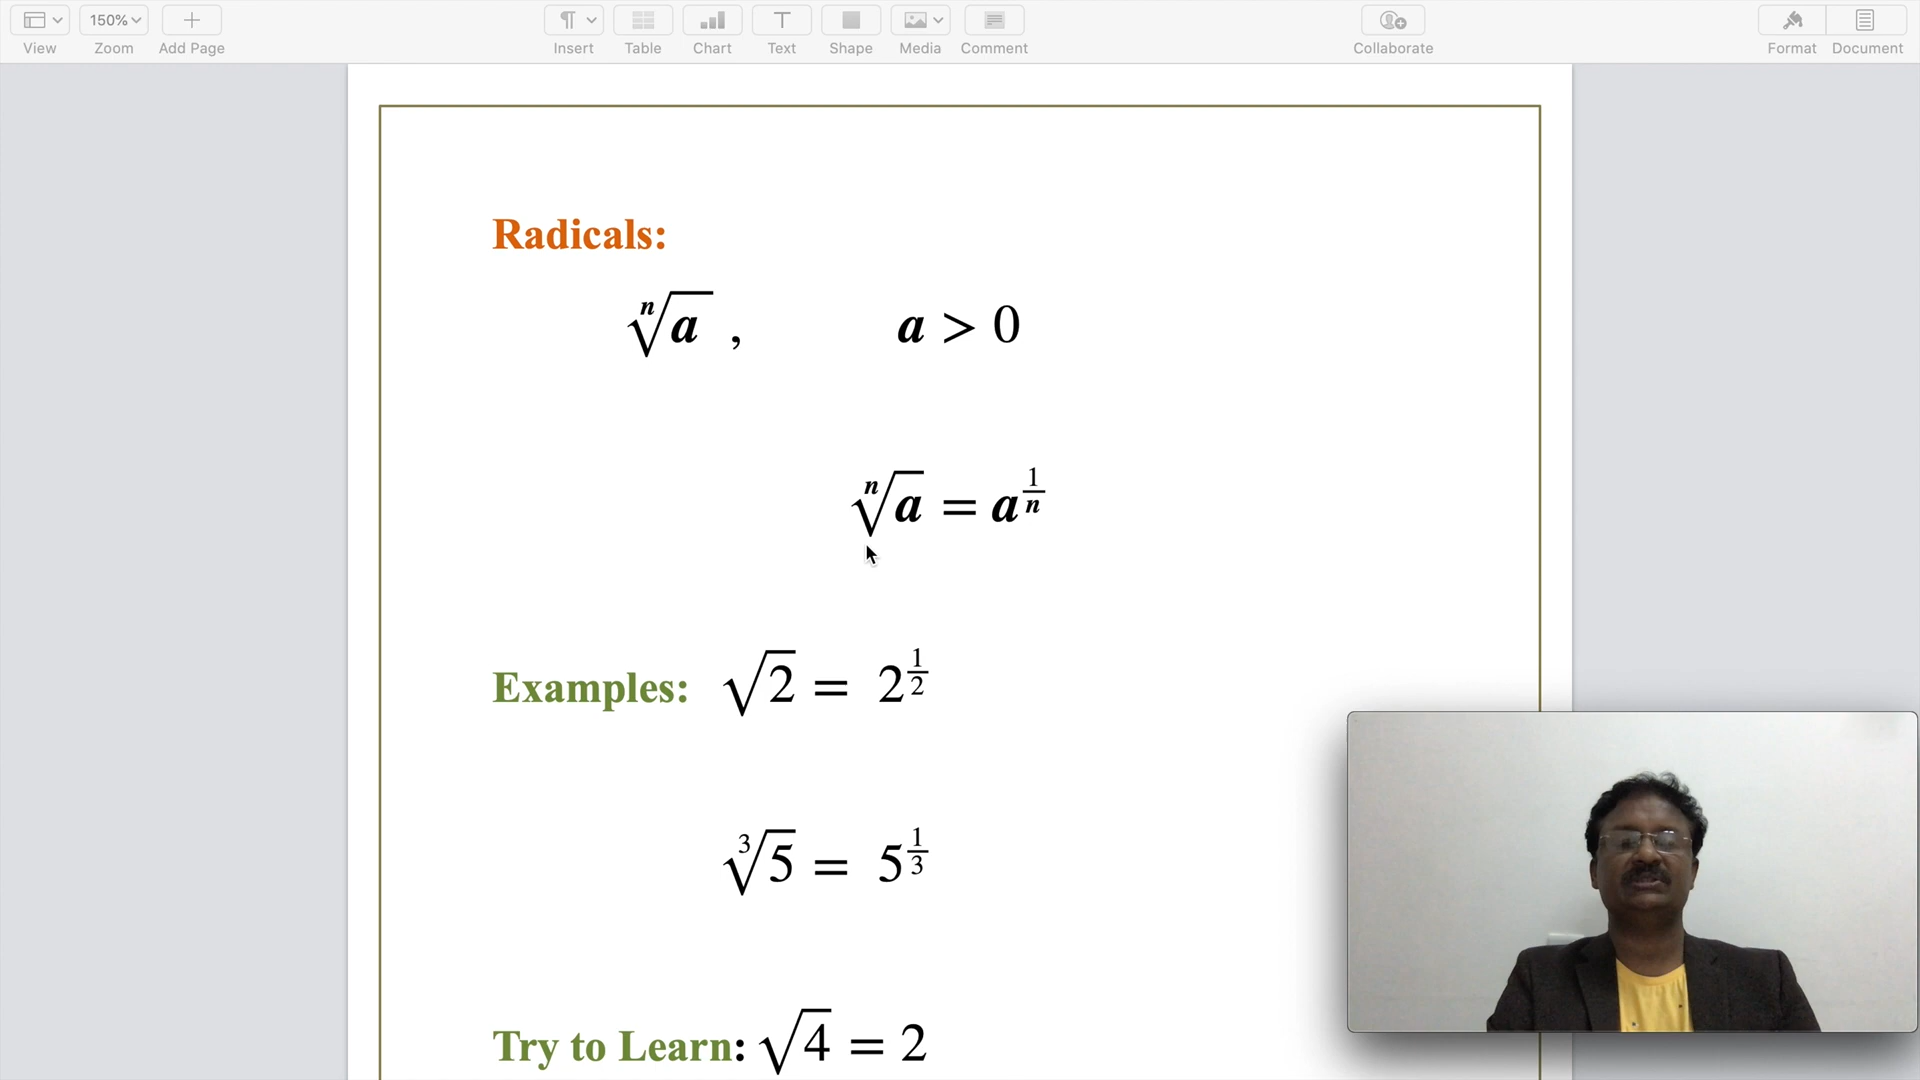 150%
View Zoom Add Page Insert Table Chart Text Shape Media Comment Collaborate Format Document
Radicals:
ⁿ√a , a > 0
ⁿ√a = a^(1/n)
Examples: √2 = 2^(1/2)
³√5 = 5^(1/3)
Try to Learn: √4 = 2